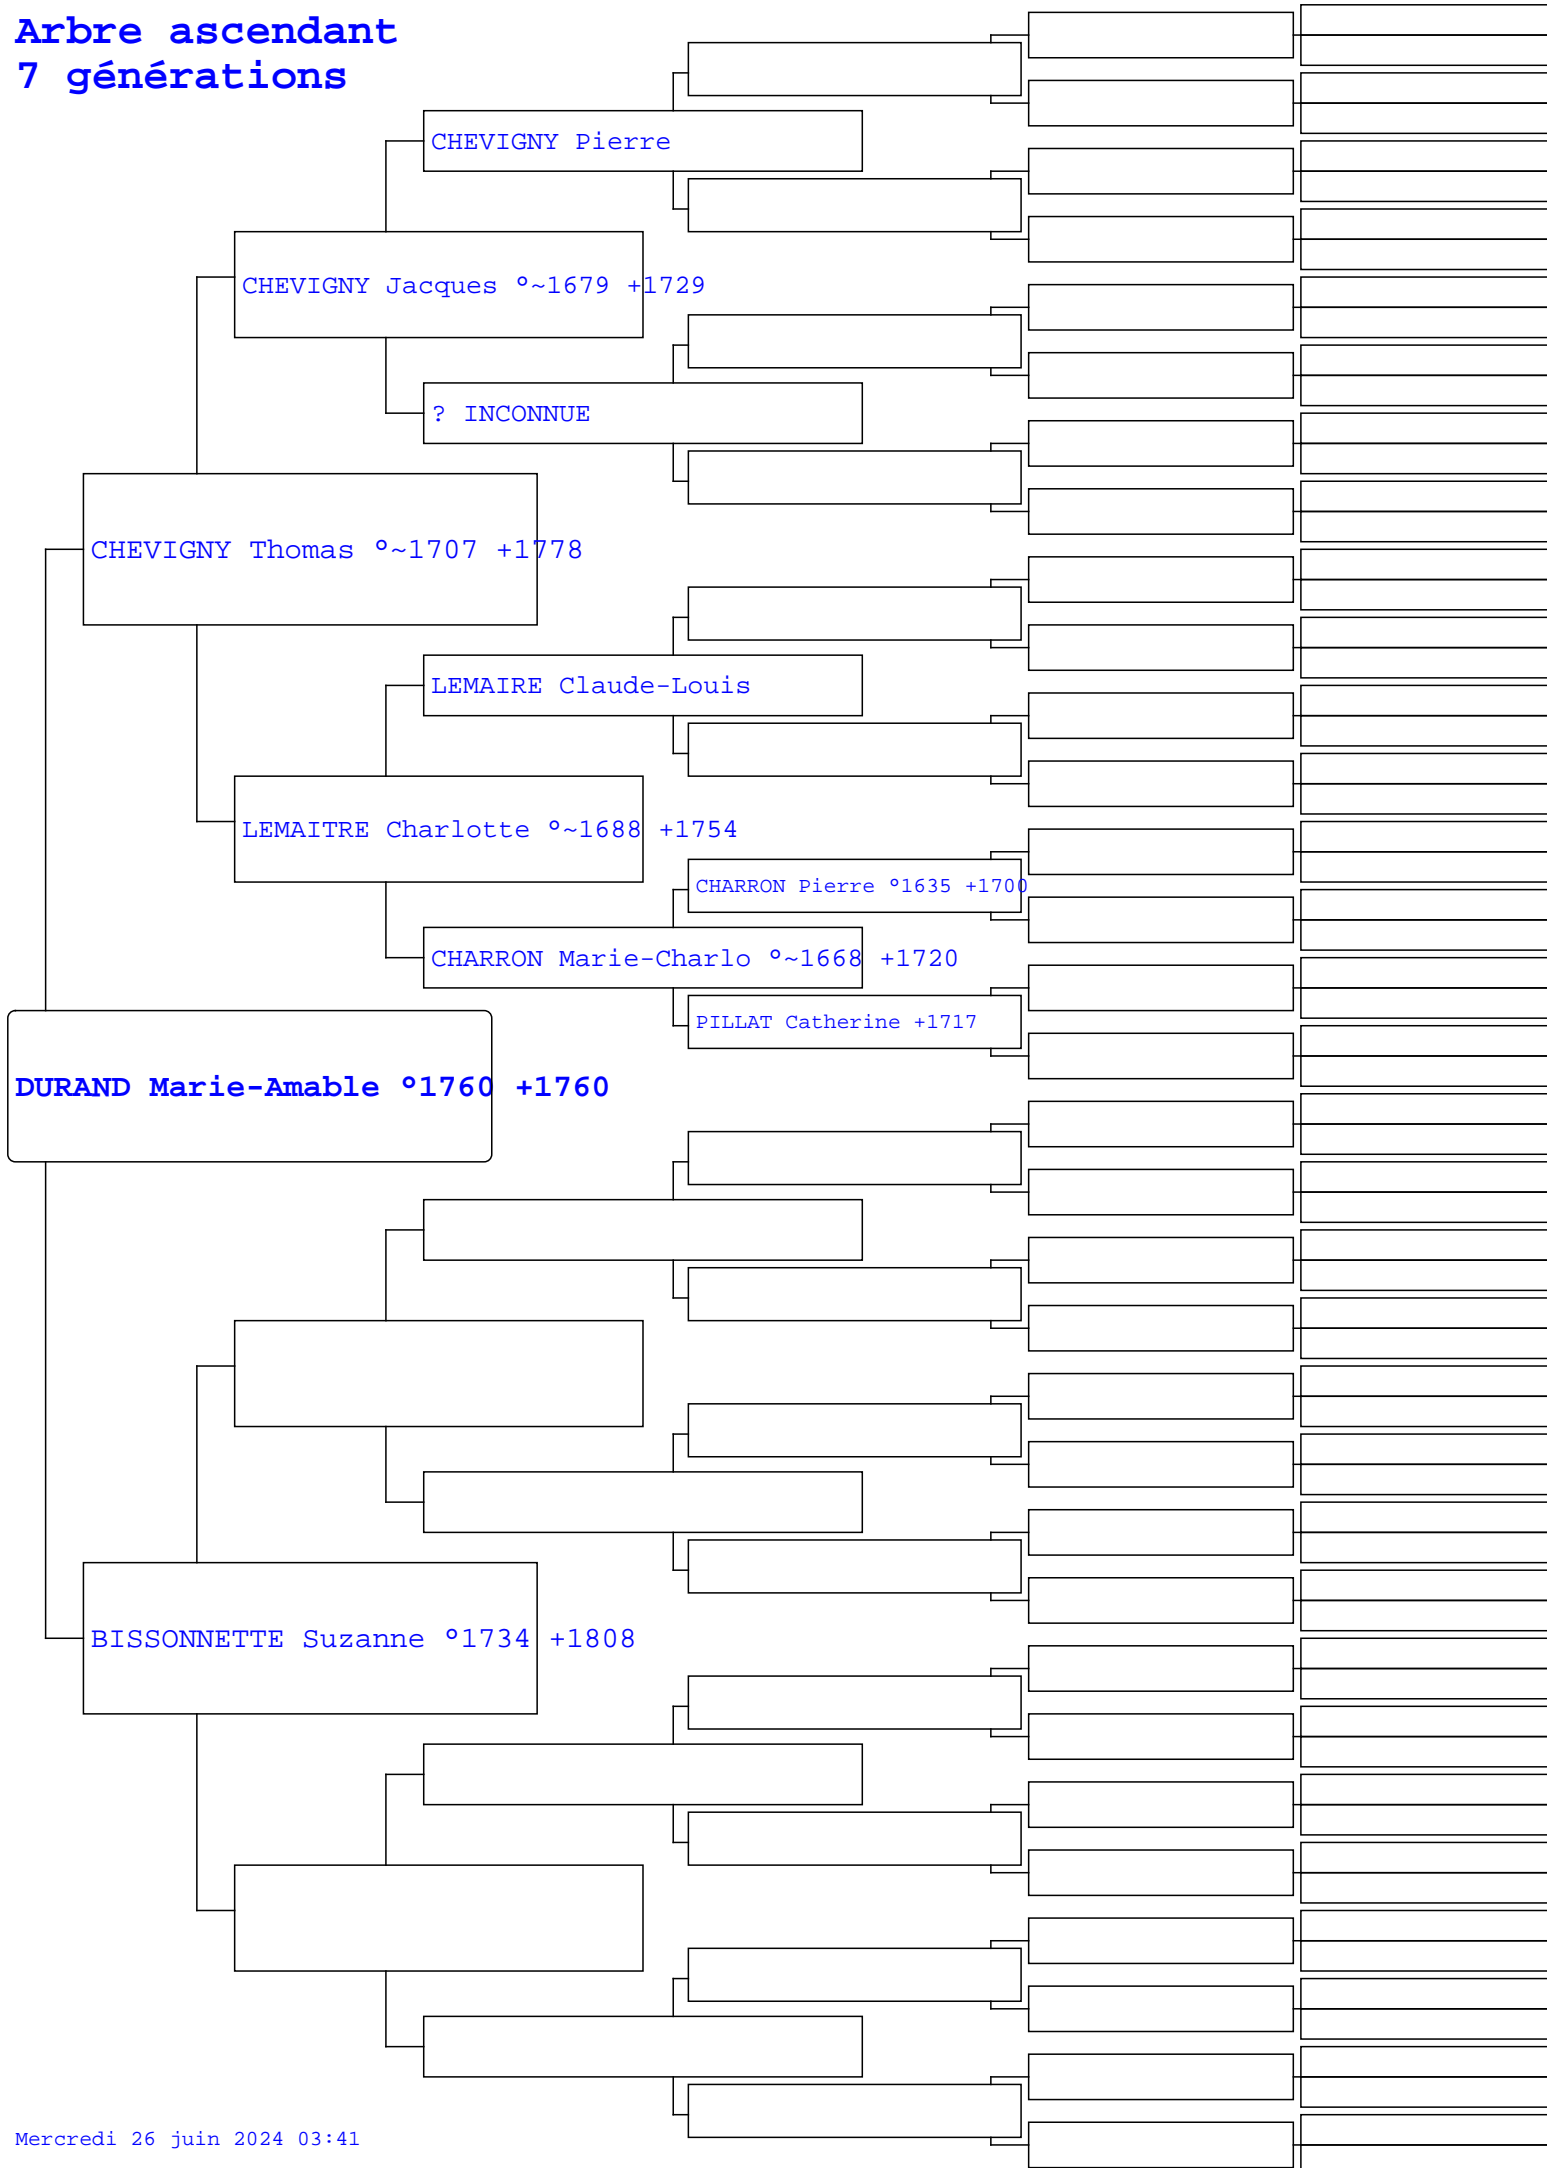 Arbre ascendant
7 générations
CHEVIGNY Pierre
CHEVIGNY Jacques °~1679 +1729
? INCONNUE
CHEVIGNY Thomas °~1707 +1778
LEMAIRE Claude-Louis
LEMAITRE Charlotte °~1688 +1754
CHARRON Pierre °1635 +1700
CHARRON Marie-Charlo °~1668 +1720
PILLAT Catherine +1717
DURAND Marie-Amable °1760 +1760
BISSONNETTE Suzanne °1734 +1808
Mercredi 26 juin 2024 03:41